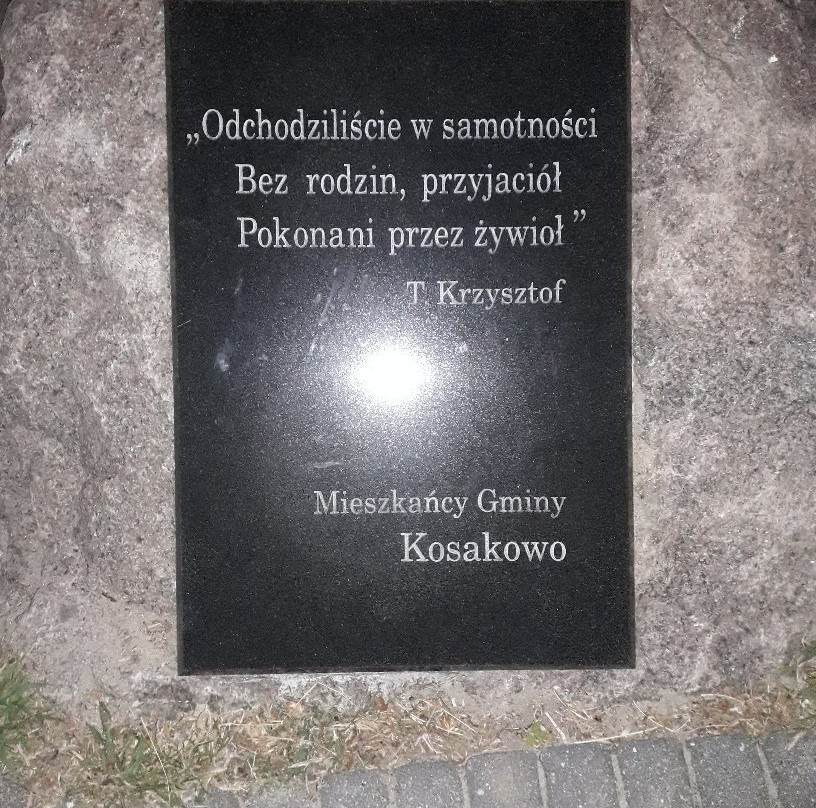 „Odchodziliście w samotności
Bez rodzin, przyjaciół
Pokonani przez żywioł”
T Krzysztof
Mieszkańcy Gminy
Kosakowo